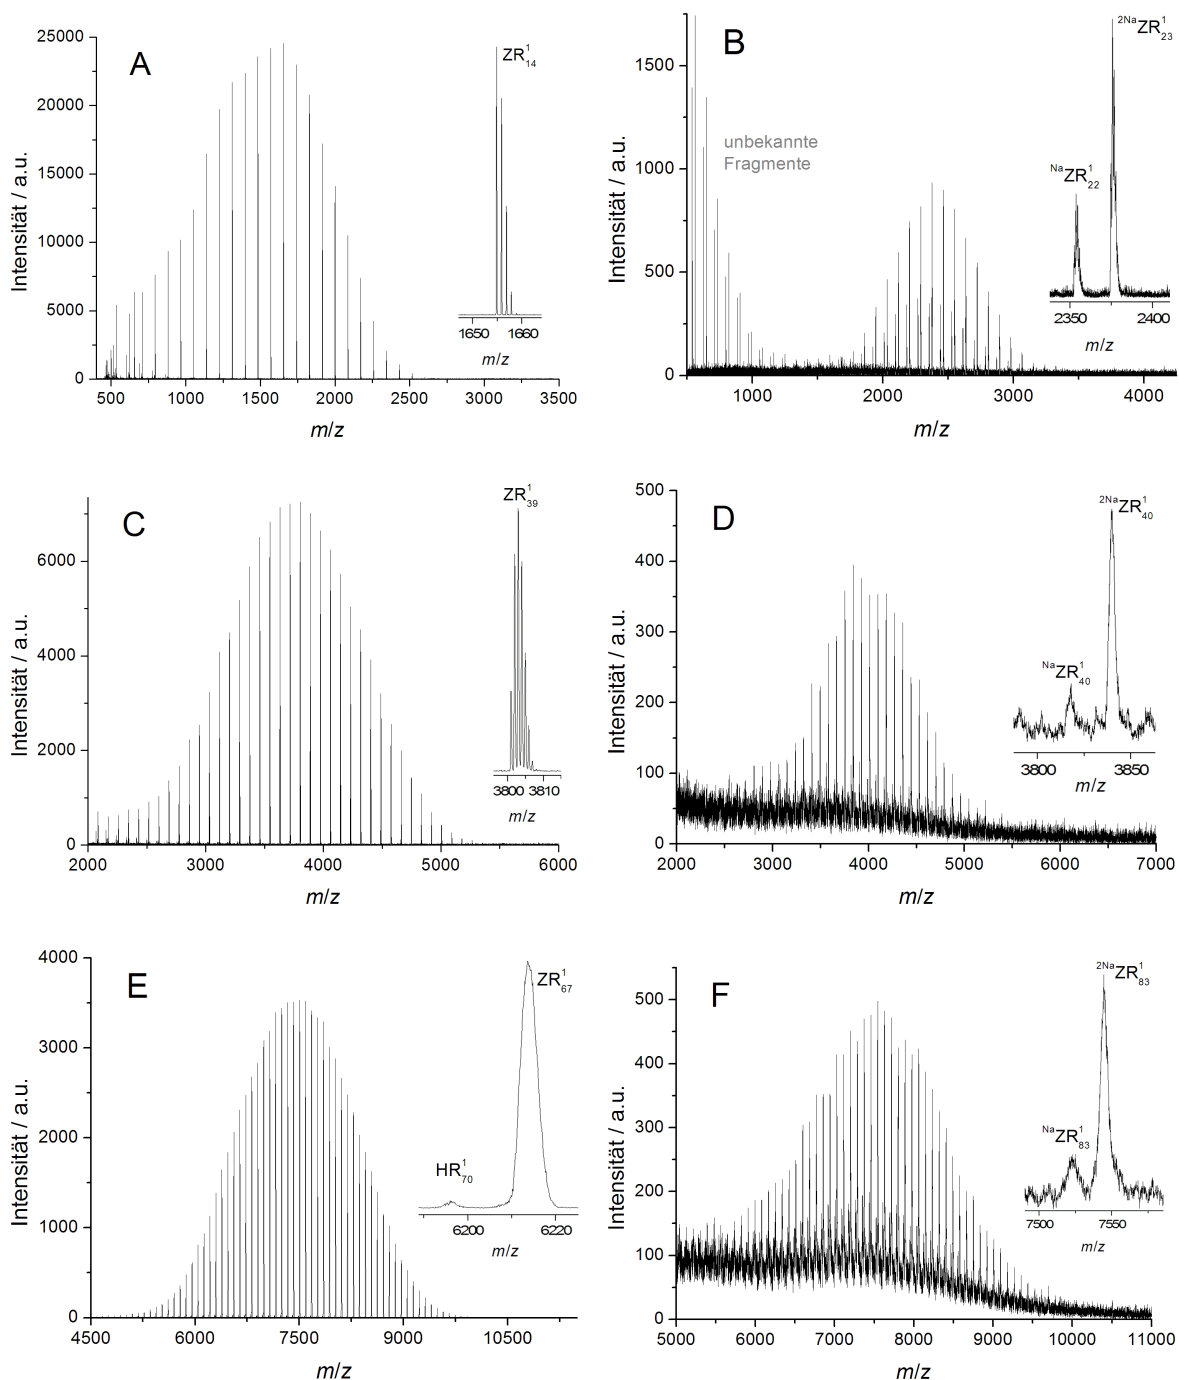 A
ZR¹₁₄
25000
20000
15000
10000
5000
0
Intensität / a.u.
500 1000 1500 2000 2500 3000 3500
m/z
1650 1660
m/z
B
unbekannte
Fragmente
²ᴺᵃZR¹₂₃
ᴺᵃZR¹₂₂
1500
1000
500
0
Intensität / a.u.
1000 2000 3000 4000
m/z
2350 2400
m/z
C
ZR¹₃₉
6000
4000
2000
0
Intensität / a.u.
2000 3000 4000 5000 6000
m/z
3800 3810
m/z
D
²ᴺᵃZR¹₄₀
ᴺᵃZR¹₄₀
500
400
300
200
100
0
Intensität / a.u.
2000 3000 4000 5000 6000 7000
m/z
3800 3850
m/z
E
ZR¹₆₇
HR¹₇₀
4000
3000
2000
1000
0
Intensität / a.u.
4500 6000 7500 9000 10500
m/z
6200 6220
m/z
F
²ᴺᵃZR¹₈₃
ᴺᵃZR¹₈₃
500
400
300
200
100
0
Intensität / a.u.
5000 6000 7000 8000 9000 10000 11000
m/z
7500 7550
m/z